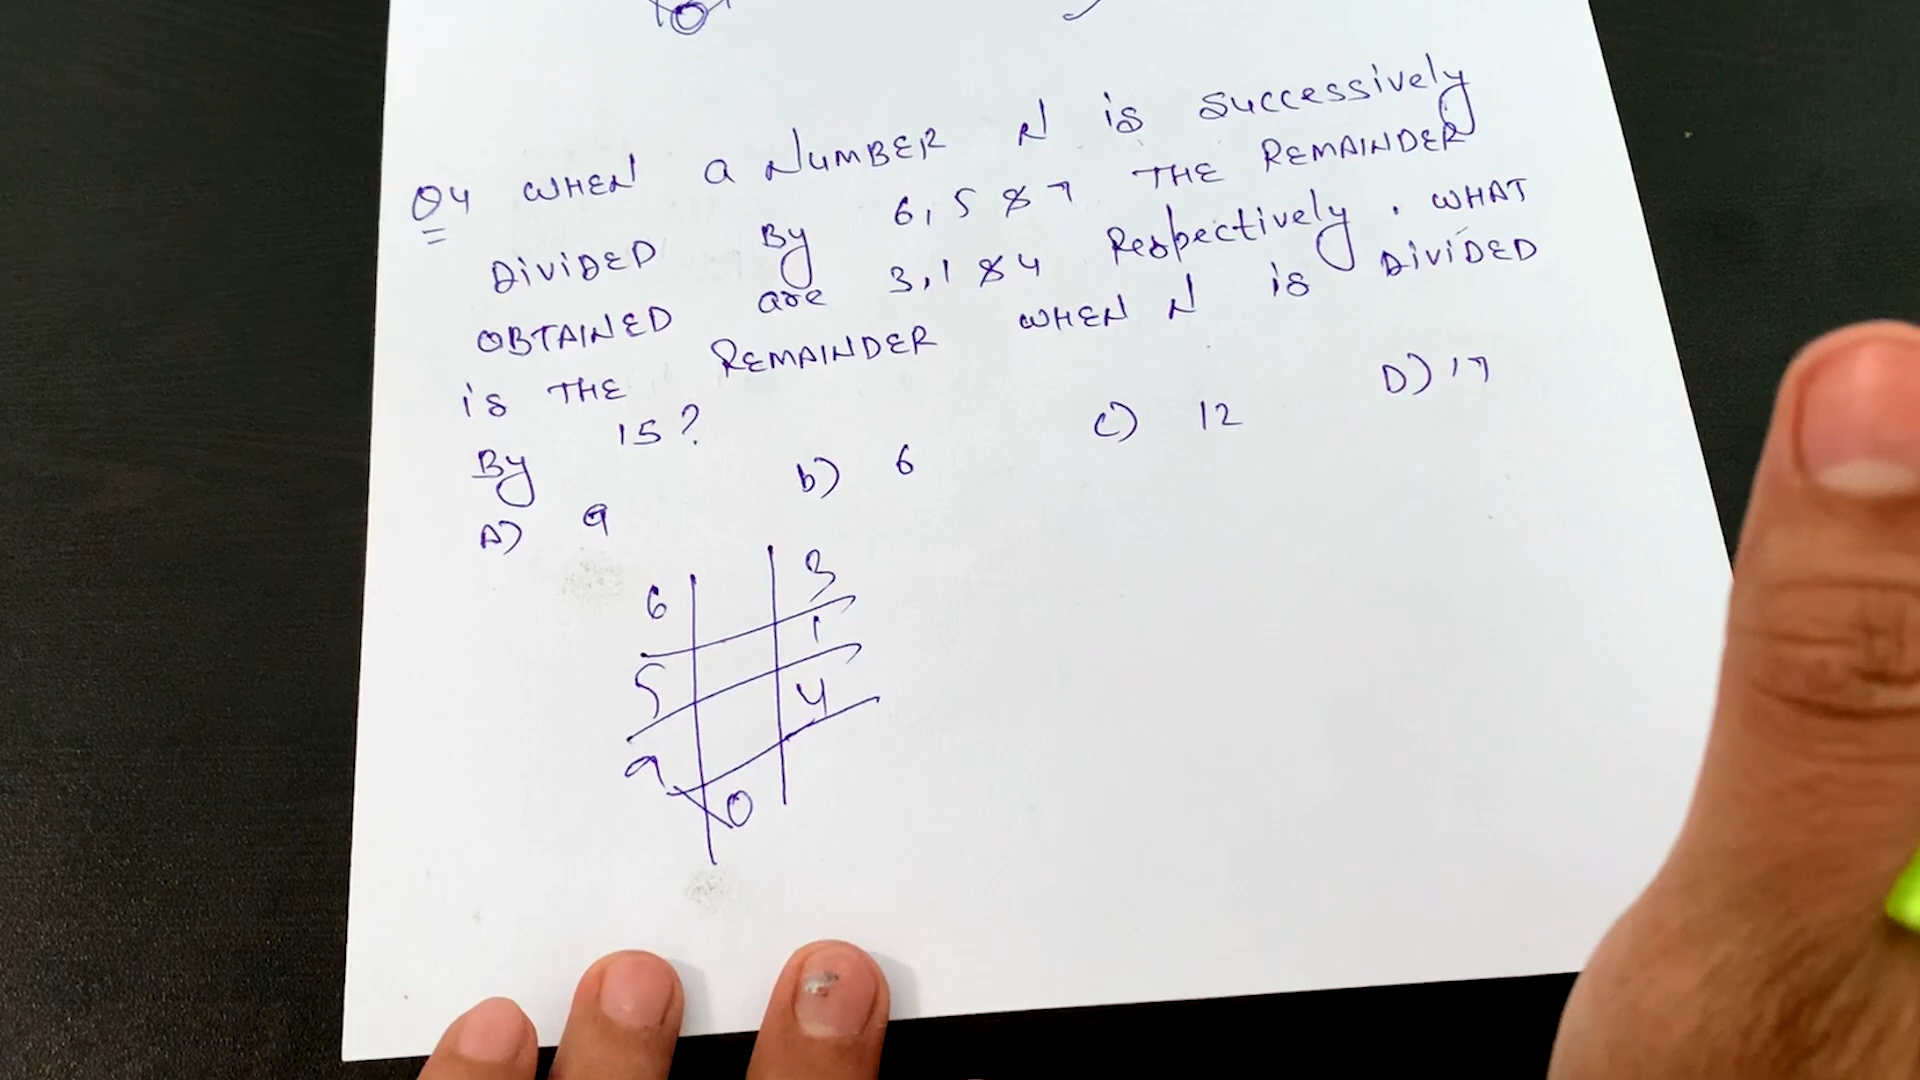 Q4 WHEN a NUMBER N is successively
DIVIDED By 6, 5 & 7 THE REMAINDER
OBTAINED are 3, 1 & 4 Respectively. WHAT
is THE REMAINDER WHEN N is DIVIDED
By 15?
A) 9 b) 6 c) 12 D) 17
6 3
5 1
9 4
0